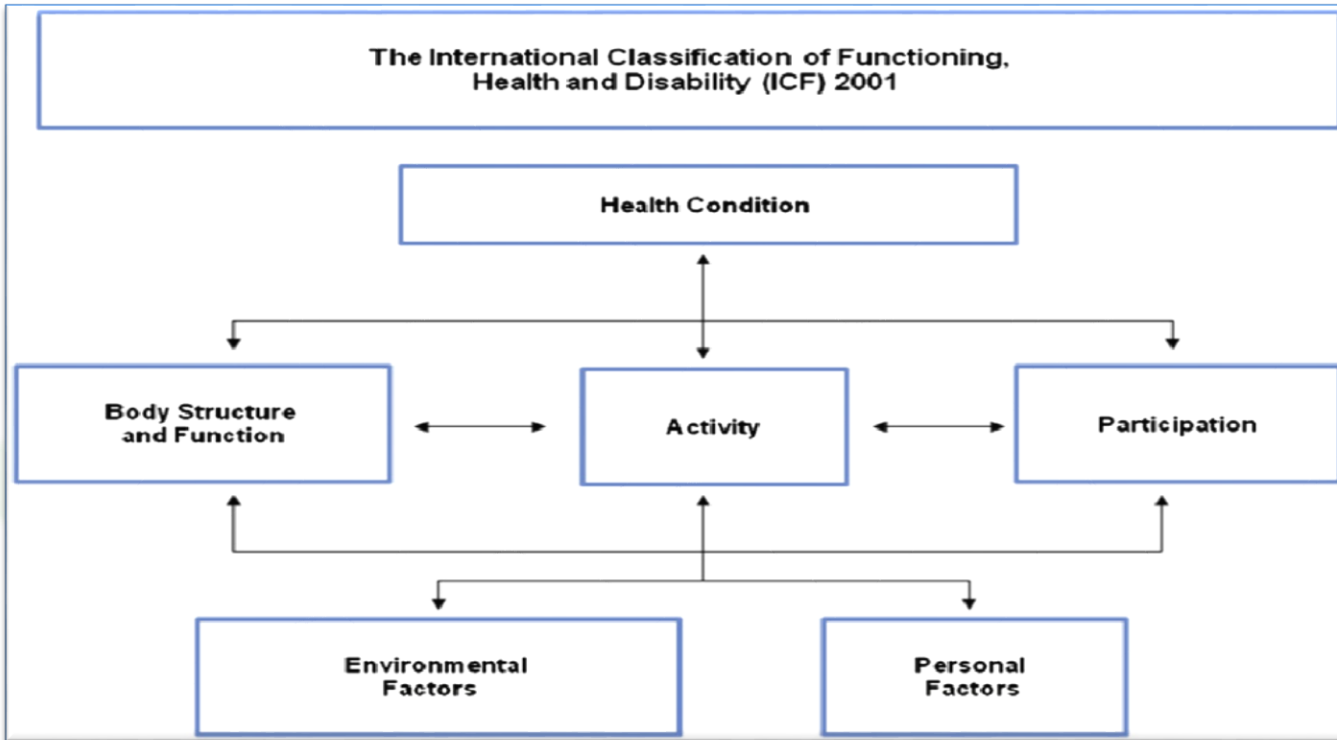 The International Classification of Functioning,
Health and Disability (ICF) 2001
Health Condition
Body Structure
and Function
Activity
Participation
Environmental
Factors
Personal
Factors